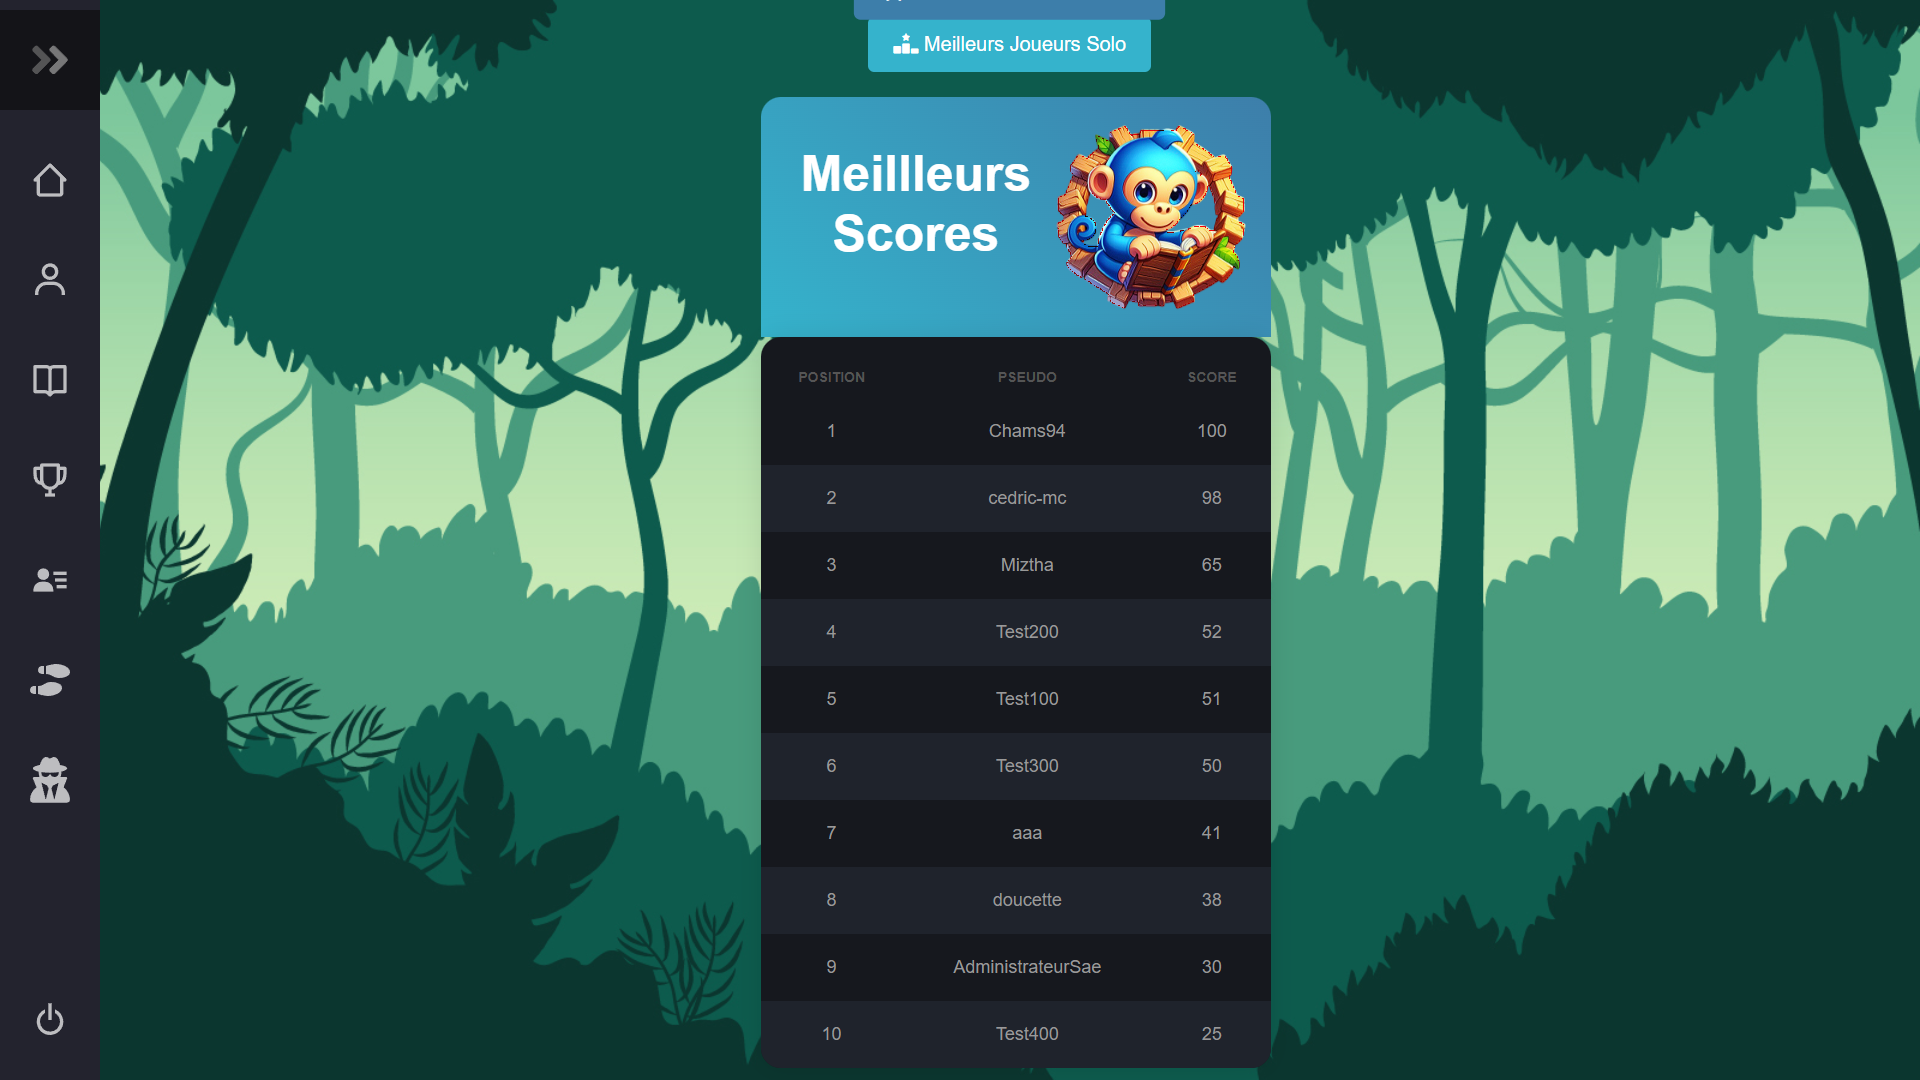 Meilleurs Joueurs Solo
Meillleurs
Scores
POSITION PSEUDO SCORE
1 Chams94 100
2 cedric-mc 98
3 Miztha 65
4 Test200 52
5 Test100 51
6 Test300 50
7 aaa 41
8 doucette 38
9 AdministrateurSae 30
10 Test400 25